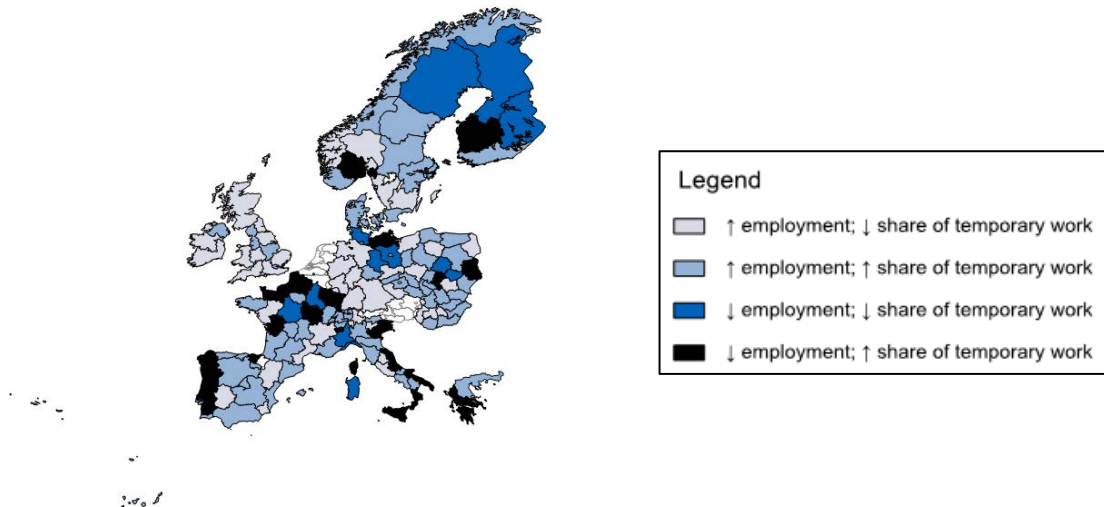 Legend
↑ employment; ↓ share of temporary work
↑ employment; ↑ share of temporary work
↓ employment; ↓ share of temporary work
↓ employment; ↑ share of temporary work